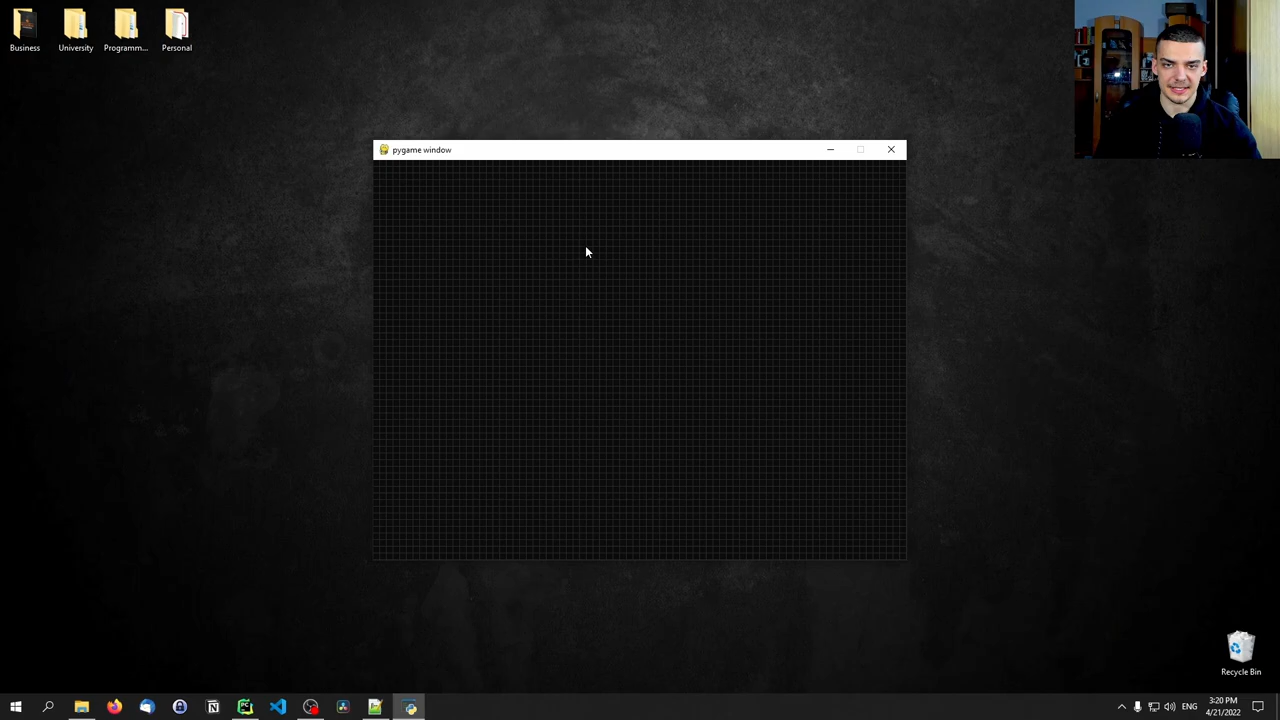 Business
University
Programm...
Personal
pygame window
Recycle Bin
ENG
3:20 PM
4/21/2022